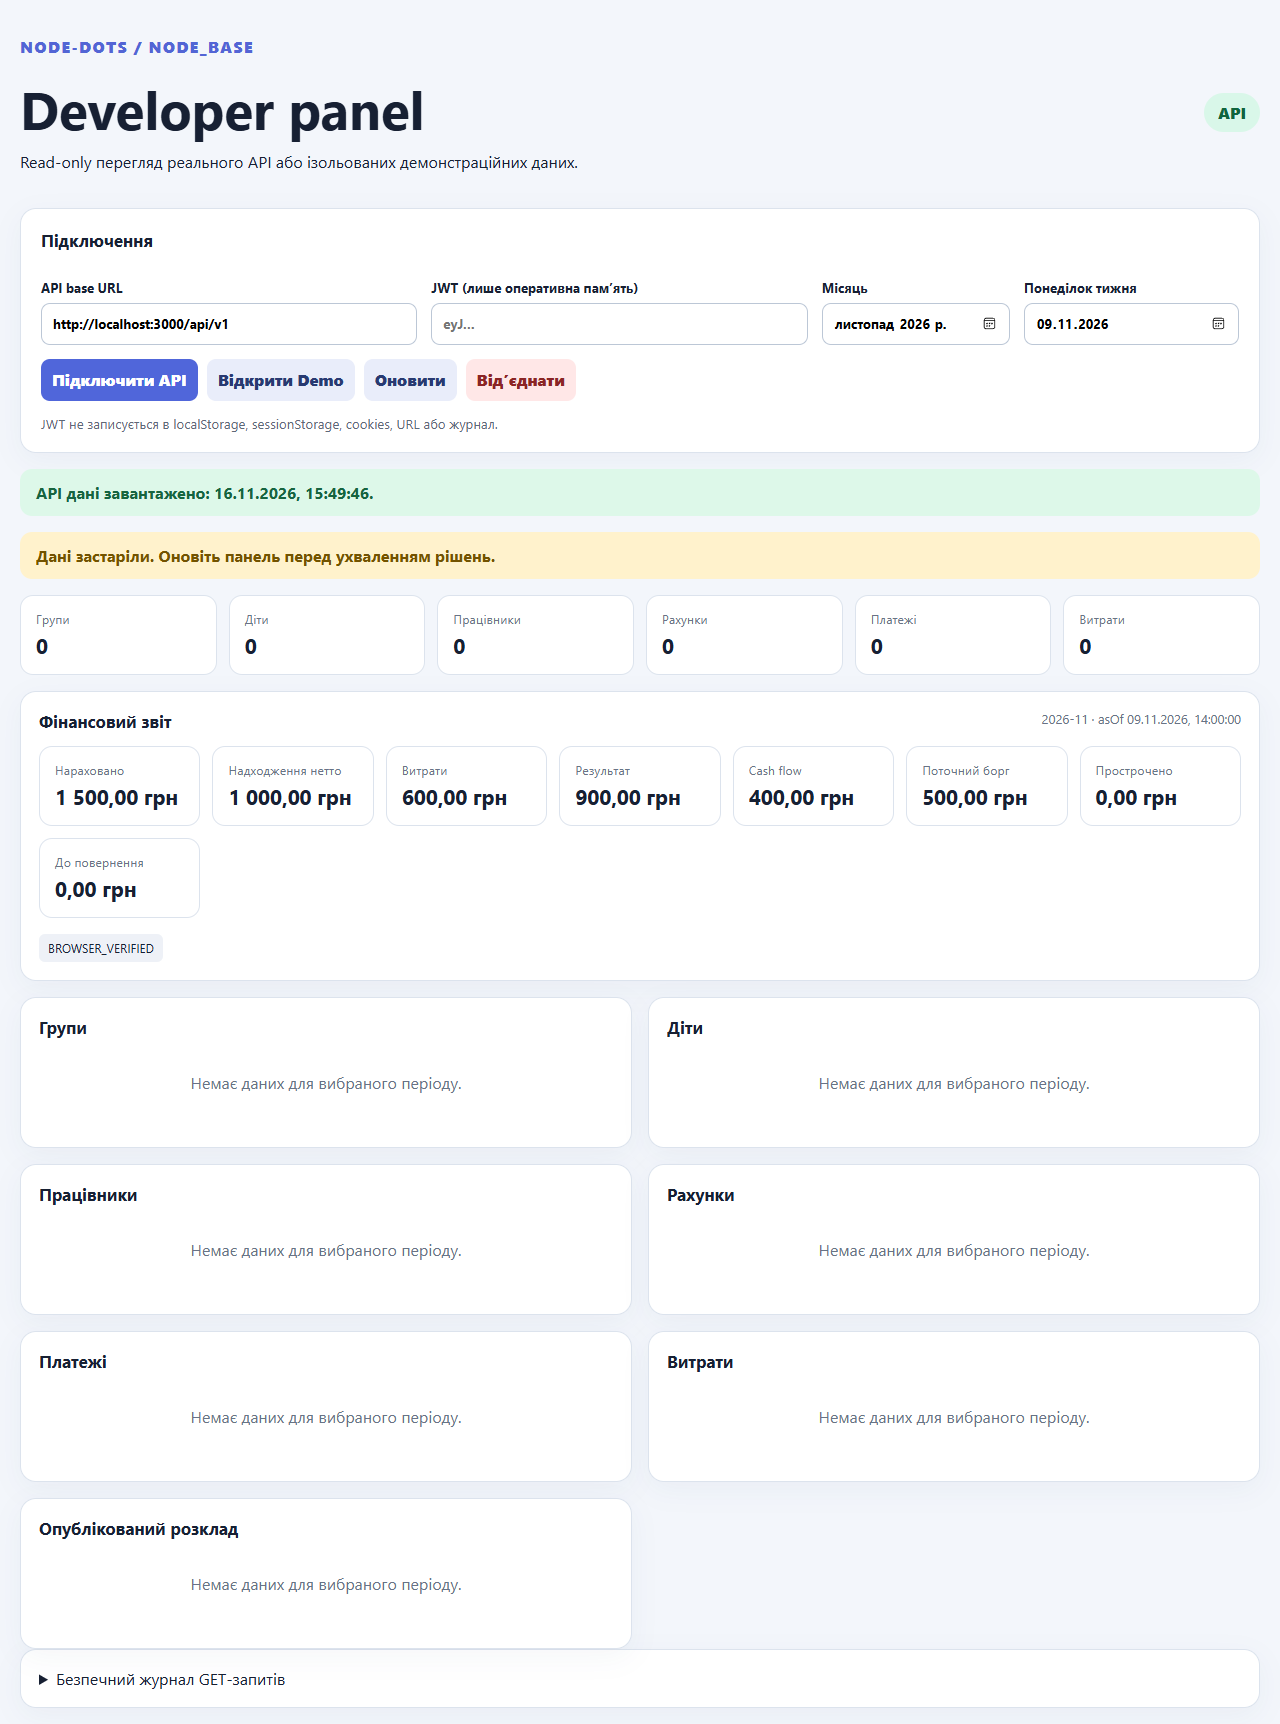 NODE-DOTS / NODE_BASE
Developer panel
API
Read-only перегляд реального API або ізольованих демонстраційних даних.
Підключення
API base URL
JWT (лише оперативна пам’ять)
Місяць
Понеділок тижня
http://localhost:3000/api/v1
eyJ...
листопад 2026 р.
09.11.2026
Підключити API
Відкрити Demo
Оновити
Від’єднати
JWT не записується в localStorage, sessionStorage, cookies, URL або журнал.
API дані завантажено: 16.11.2026, 15:49:46.
Дані застаріли. Оновіть панель перед ухваленням рішень.
Групи
0
Діти
0
Працівники
0
Рахунки
0
Платежі
0
Витрати
0
Фінансовий звіт
2026-11 · asOf 09.11.2026, 14:00:00
Нараховано
1 500,00 грн
Надходження нетто
1 000,00 грн
Витрати
600,00 грн
Результат
900,00 грн
Cash flow
400,00 грн
Поточний борг
500,00 грн
Прострочено
0,00 грн
До повернення
0,00 грн
BROWSER_VERIFIED
Групи
Немає даних для вибраного періоду.
Діти
Немає даних для вибраного періоду.
Працівники
Немає даних для вибраного періоду.
Рахунки
Немає даних для вибраного періоду.
Платежі
Немає даних для вибраного періоду.
Витрати
Немає даних для вибраного періоду.
Опублікований розклад
Немає даних для вибраного періоду.
Безпечний журнал GET-запитів